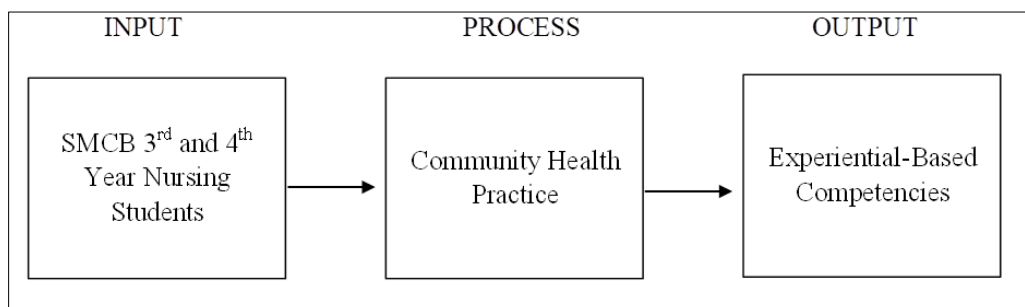 INPUT
PROCESS
OUTPUT
SMCB 3rd and 4th
Year Nursing
Students
Community Health
Practice
Experiential-Based
Competencies